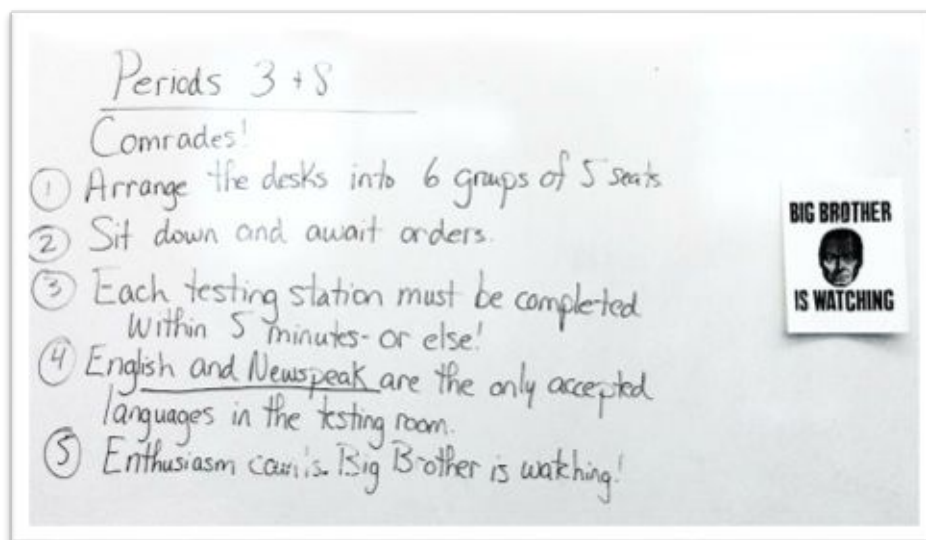 Periods 3 + 8
Comrades!
① Arrange the desks into 6 groups of 5 seats
② Sit down and await orders.
③ Each testing station must be completed
Within 5 minutes - or else!
④ English and Newspeak are the only accepted
languages in the testing room.
⑤ Enthusiasm counts. Big Brother is watching!
BIG BROTHER
IS WATCHING